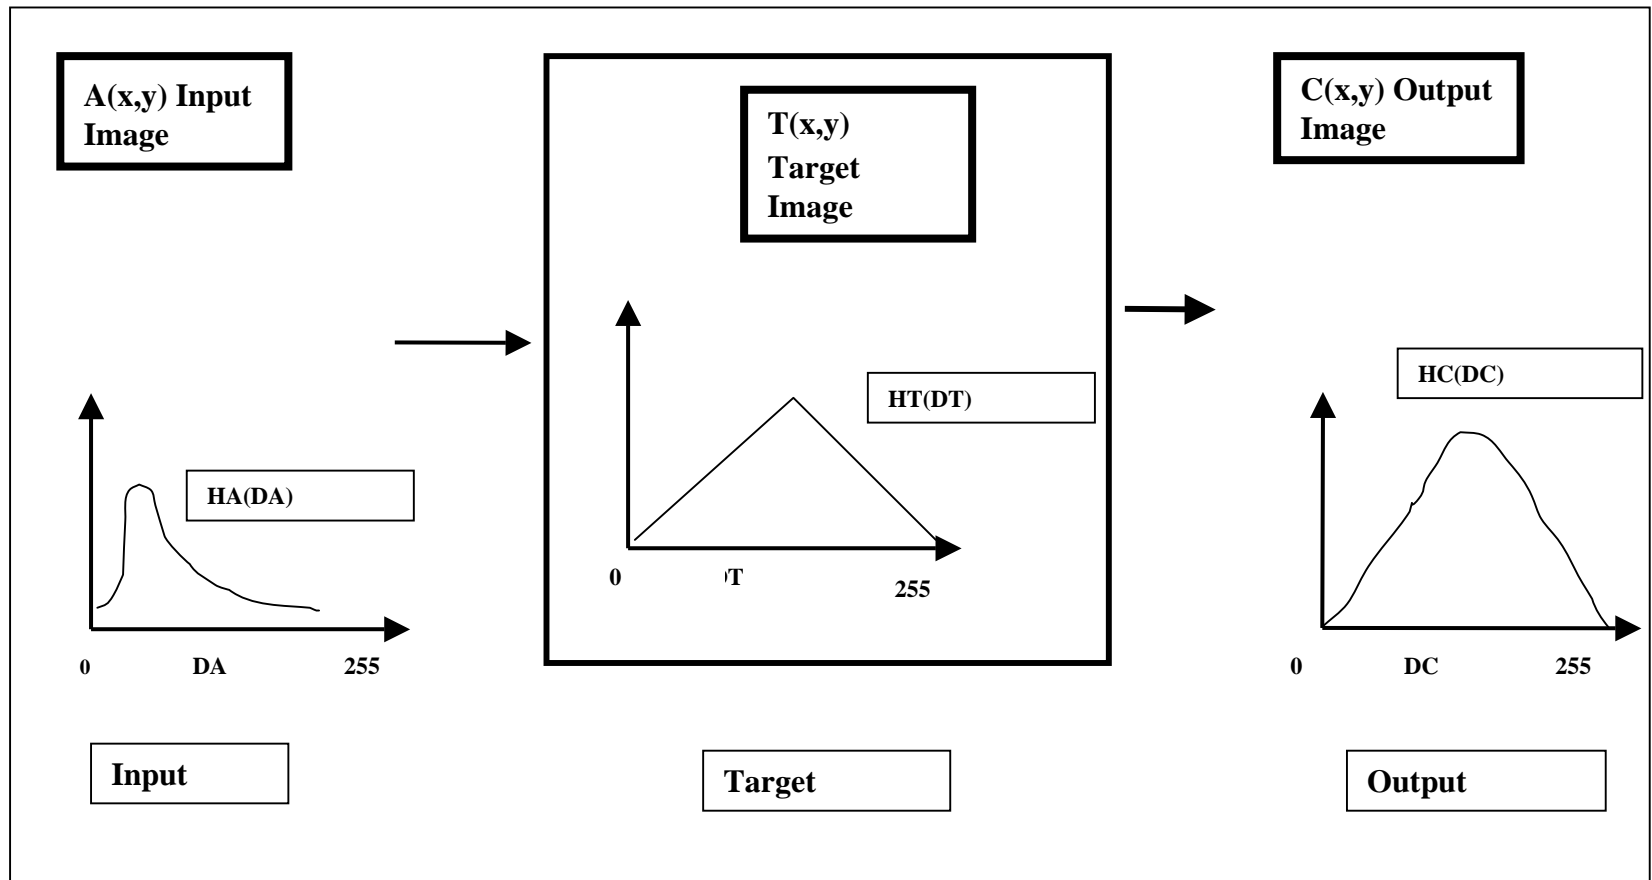 A(x,y) Input
Image
T(x,y)
Target
Image
C(x,y) Output
Image
HA(DA)
0 DA 255
HT(DT)
0 T 255
HC(DC)
0 DC 255
Input
Target
Output